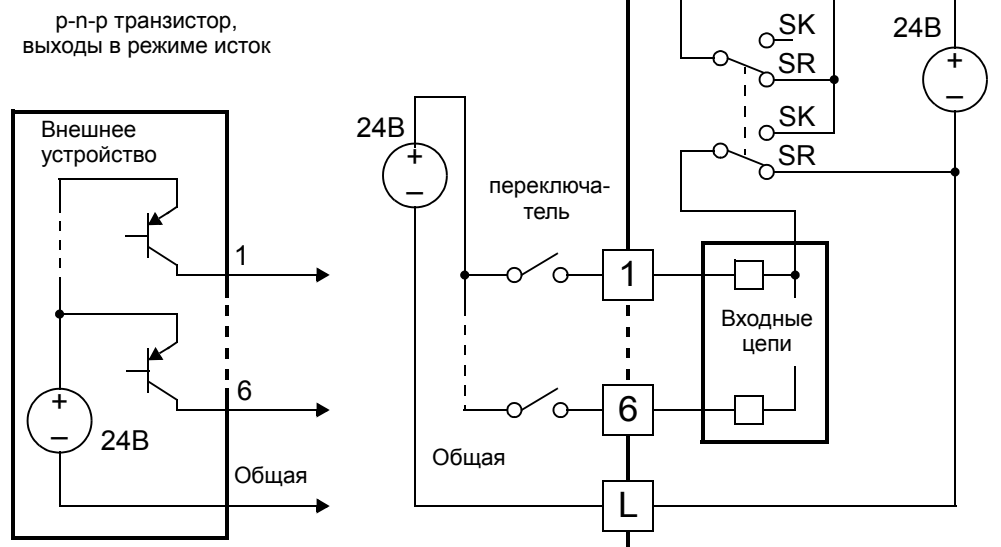 p-n-p транзистор,
выходы в режиме исток
Внешнее
устройство
1
6
+
–
24В
Общая
24В
+
–
переключа-
тель
Общая
1
6
L
SK
SR
SK
SR
24В
+
–
Входные
цепи